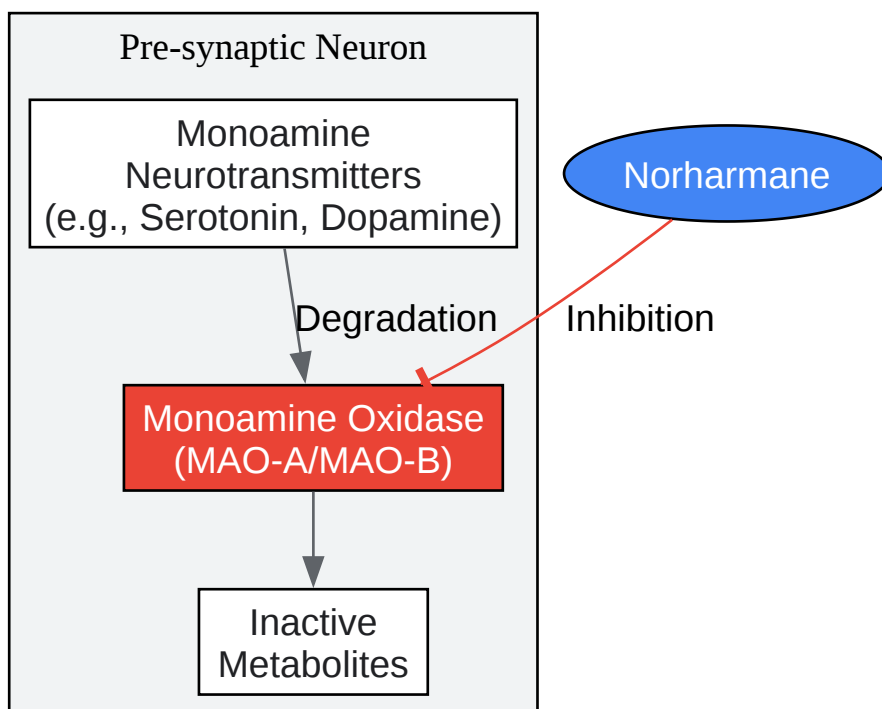 Pre-synaptic Neuron
Monoamine
Neurotransmitters
(e.g., Serotonin, Dopamine)
Norharmane
Degradation
Inhibition
Monoamine Oxidase
(MAO-A/MAO-B)
Inactive
Metabolites